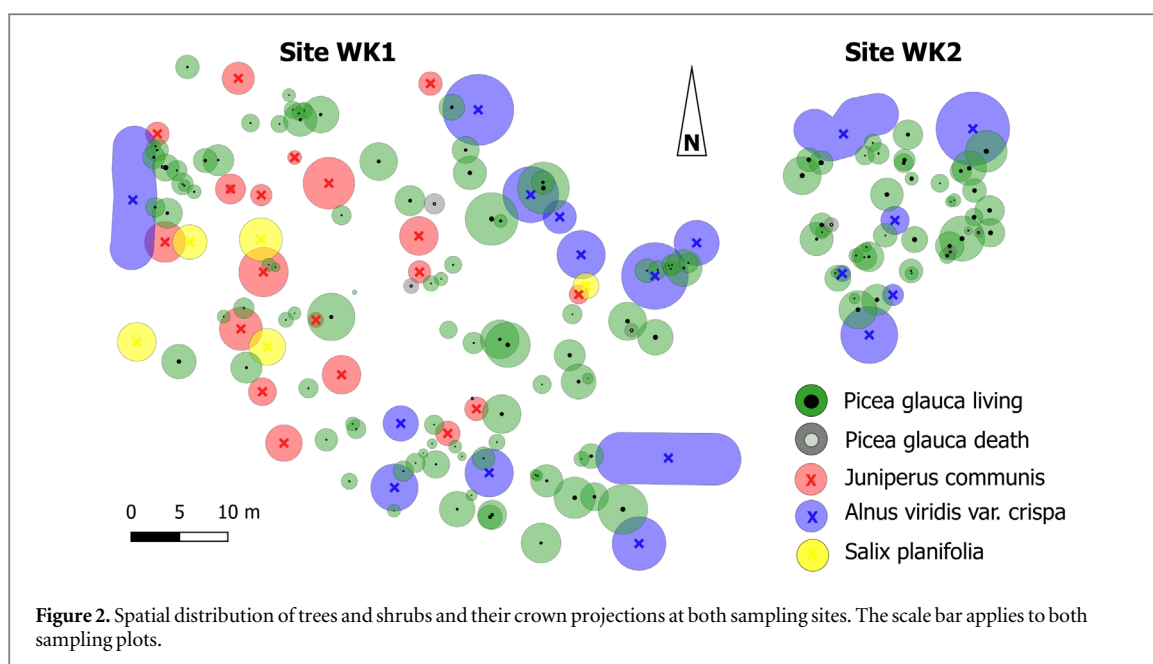 Site WK1
Site WK2
N
Picea glauca living
Picea glauca death
Juniperus communis
Alnus viridis var. crispa
Salix planifolia
0 5 10 m
Figure 2. Spatial distribution of trees and shrubs and their crown projections at both sampling sites. The scale bar applies to both
sampling plots.